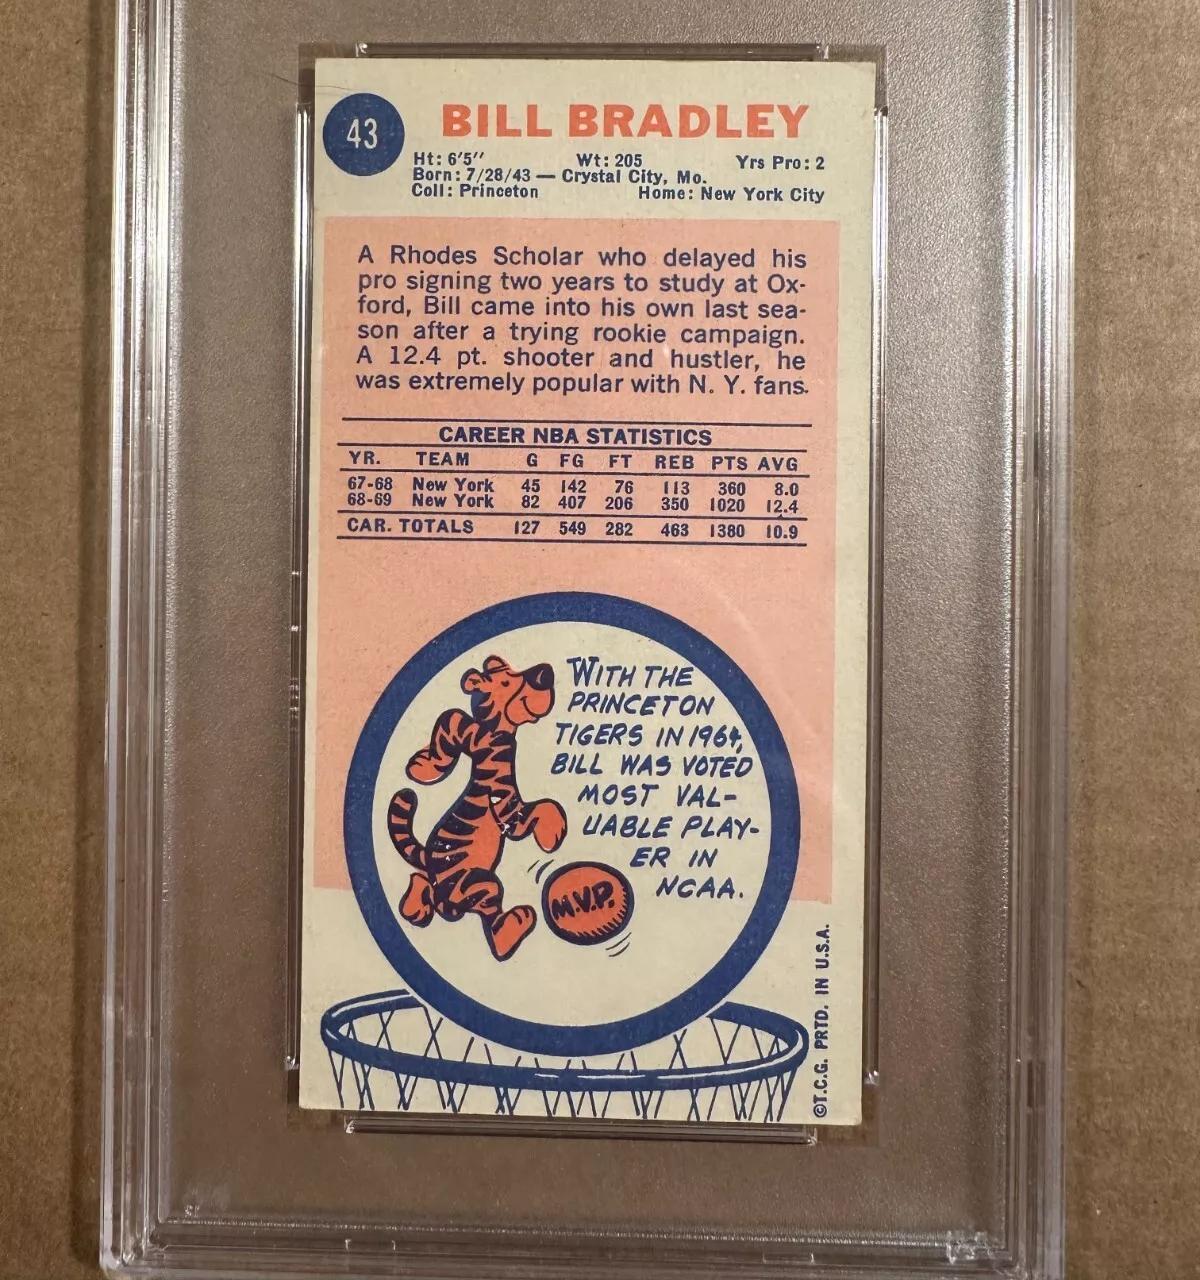 43
BILL BRADLEY
Ht: 6'5" Wt: 205 Yrs Pro: 2
Born: 7/28/43 — Crystal City, Mo.
Coll: Princeton Home: New York City
A Rhodes Scholar who delayed his
pro signing two years to study at Ox-
ford, Bill came into his own last sea-
son after a trying rookie campaign.
A 12.4 pt. shooter and hustler, he
was extremely popular with N. Y. fans.
CAREER NBA STATISTICS
YR. TEAM G FG FT REB PTS AVG
67-68 New York 45 142 76 113 360 8.0
68-69 New York 82 407 206 350 1020 12.4
CAR. TOTALS 127 549 282 463 1380 10.9
WITH THE
PRINCETON
TIGERS IN 1964,
BILL WAS VOTED
MOST VAL-
UABLE PLAY-
ER IN
NCAA.
M.V.P.
©T.C.G. PRTD. IN U.S.A.